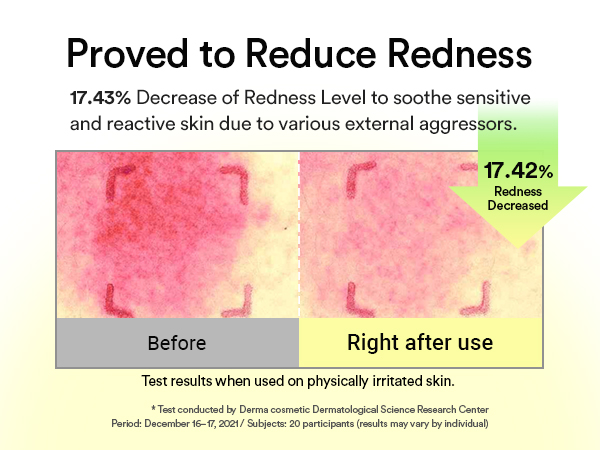 Proved to Reduce Redness
17.43% Decrease of Redness Level to soothe sensitive
and reactive skin due to various external aggressors.
17.42%
Redness
Decreased
Before
Right after use
Test results when used on physically irritated skin.
* Test conducted by Derma cosmetic Dermatological Science Research Center
Period: December 16–17, 2021 / Subjects: 20 participants (results may vary by individual)